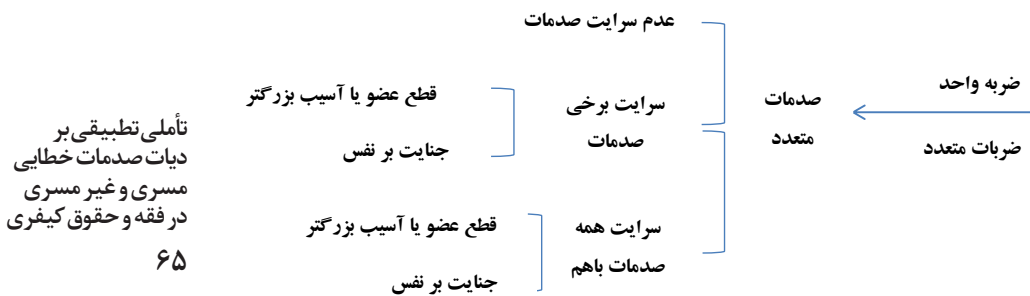 ضربه واحد
ضربات متعدد
صدمات
متعدد
عدم سرایت صدمات
سرایت برخی
صدمات
قطع عضو یا آسیب بزرگتر
جنایت بر نفس
سرایت همه
صدمات باهم
قطع عضو یا آسیب بزرگتر
جنایت بر نفس
تأملی تطبیقی بر
دیات صدمات خطایی
مسری و غیر مسری
در فقه و حقوق کیفری
۶۵